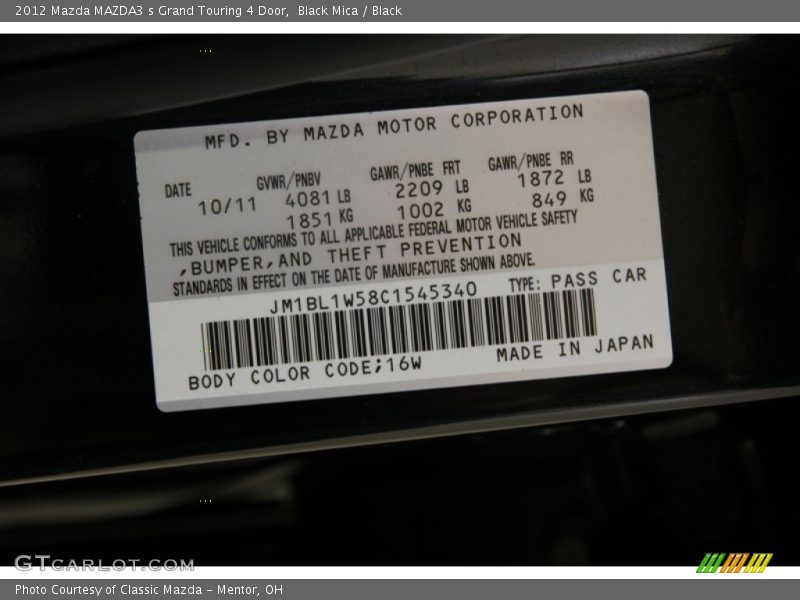 2012 Mazda MAZDA3 s Grand Touring 4 Door,  Black Mica / Black
MFD. BY MAZDA MOTOR CORPORATION
DATE GVWR/PNBV GAWR/PNBE FRT GAWR/PNBE RR
10/11 4081 LB 2209 LB 1872 LB
1851 KG 1002 KG 849 KG
THIS VEHICLE CONFORMS TO ALL APPLICABLE FEDERAL MOTOR VEHICLE SAFETY
,BUMPER,AND THEFT PREVENTION
STANDARDS IN EFFECT ON THE DATE OF MANUFACTURE SHOWN ABOVE.
JM1BL1W58C1545340 TYPE: PASS CAR
BODY COLOR CODE;16W MADE IN JAPAN
GTCARLOT.COM
Photo Courtesy of Classic Mazda - Mentor, OH